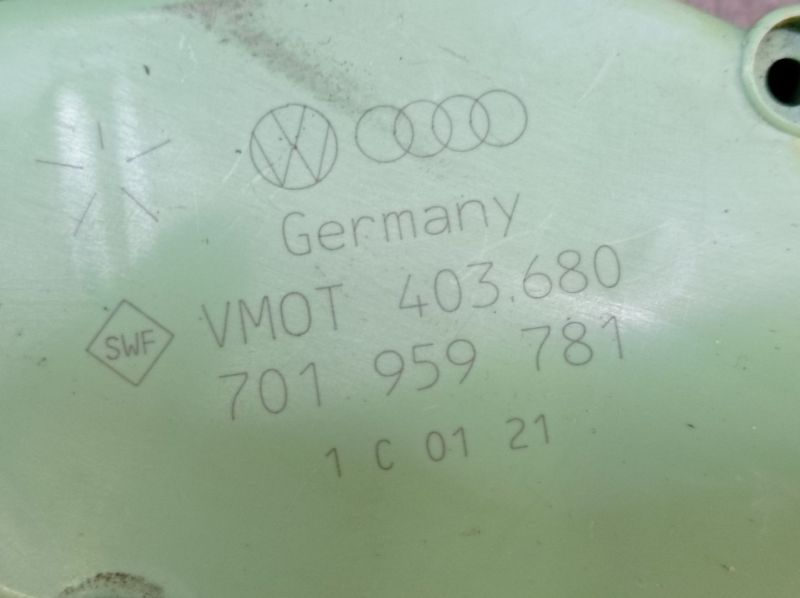 Germany
SWF
VMOT 403.680
701 959 781
1 C 01 21